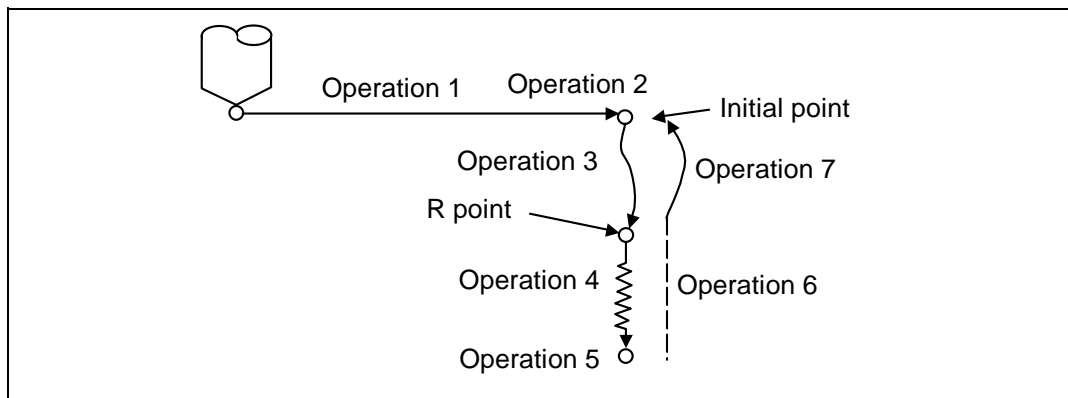 Operation 1
Operation 2
Initial point
Operation 3
Operation 7
R point
Operation 4
Operation 6
Operation 5